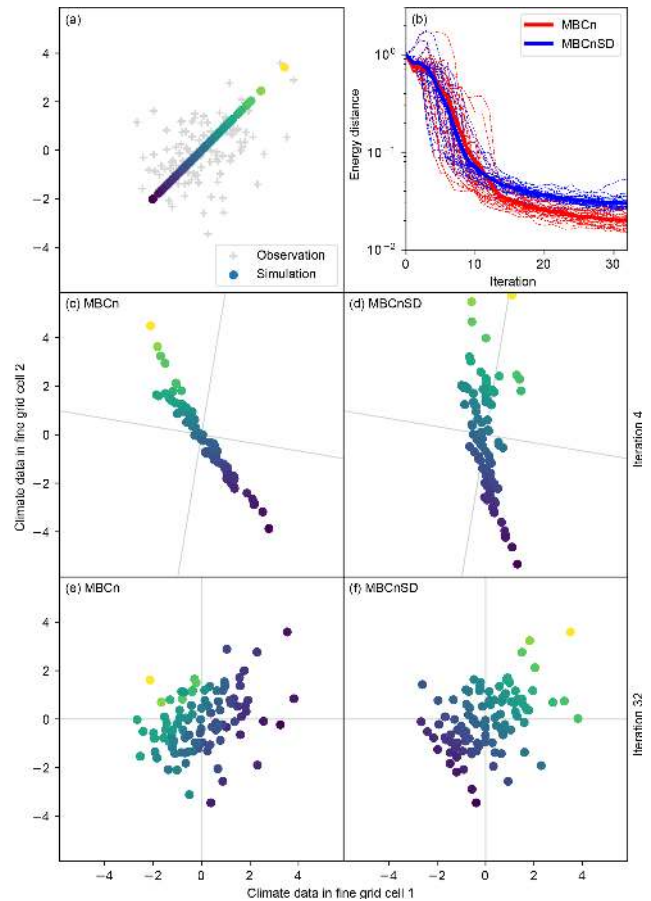 (a)
4
2
0
−2
−4
Observation
Simulation
(b)
MBCn
MBCnSD
Energy distance
10⁰
10⁻¹
10⁻²
0 10 20 30
Iteration
(c) MBCn
4
2
0
−2
−4
(d) MBCnSD
Iteration 4
Climate data in fine grid cell 2
(e) MBCn
4
2
0
−2
−4
(f) MBCnSD
Iteration 32
−4 −2 0 2 4
−4 −2 0 2 4
Climate data in fine grid cell 1